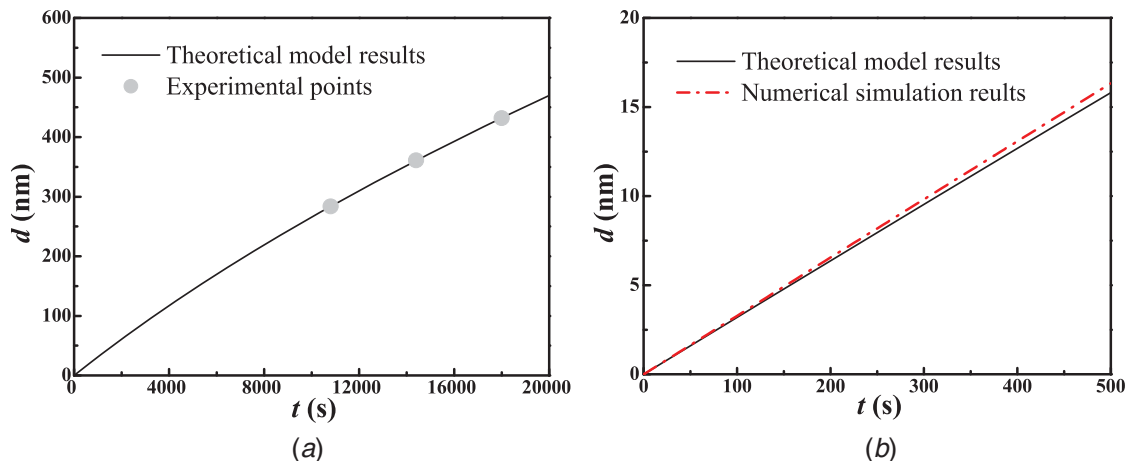 600
500
400
300
200
100
0
d (nm)
Theoretical model results
Experimental points
0 4000 8000 12000 16000 20000
t (s)
(a)
20
15
10
5
0
d (nm)
Theoretical model results
Numerical simulation reults
0 100 200 300 400 500
t (s)
(b)